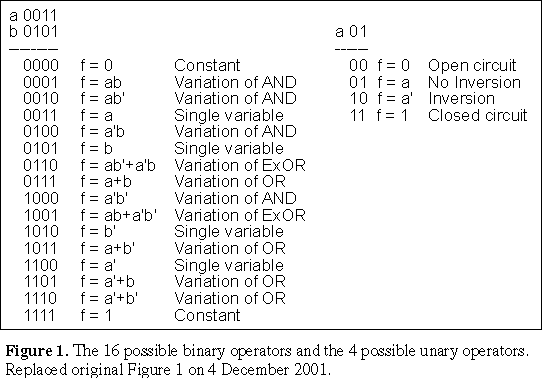 a 0011
b 0101
----------
0000 f = 0 Constant
0001 f = ab Variation of AND
0010 f = ab' Variation of AND
0011 f = a Single variable
0100 f = a'b Variation of AND
0101 f = b Single variable
0110 f = ab'+a'b Variation of ExOR
0111 f = a+b Variation of OR
1000 f = a'b' Variation of AND
1001 f = ab+a'b' Variation of ExOR
1010 f = b' Single variable
1011 f = a+b' Variation of OR
1100 f = a' Single variable
1101 f = a'+b Variation of OR
1110 f = a'+b' Variation of OR
1111 f = 1 Constant
a 01
------
00 f = 0 Open circuit
01 f = a No Inversion
10 f = a' Inversion
11 f = 1 Closed circuit
Figure 1. The 16 possible binary operators and the 4 possible unary operators.
Replaced original Figure 1 on 4 December 2001.